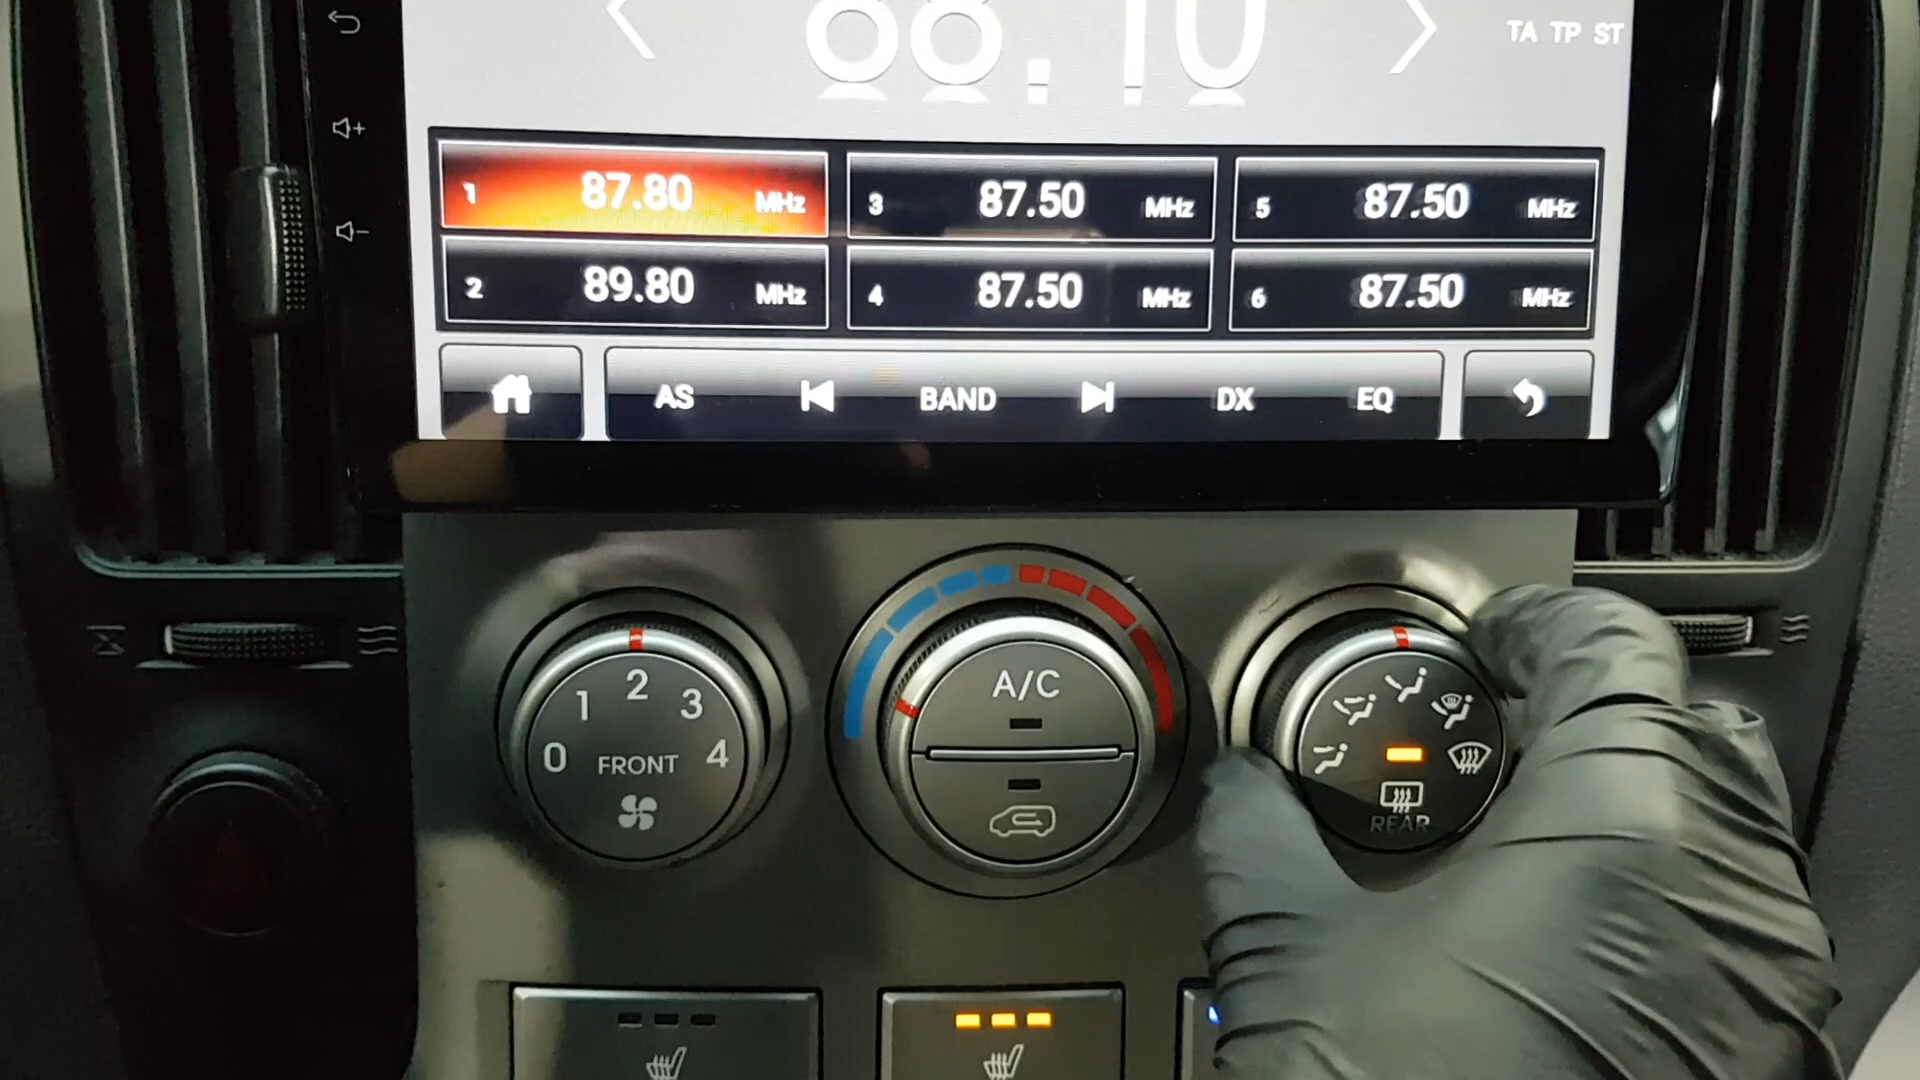 88.10
TA TP ST
1 87.80 MHz
3 87.50 MHz
5 87.50 MHz
2 89.80 MHz
4 87.50 MHz
6 87.50 MHz
AS BAND DX EQ
0 1 2 3 4
FRONT
A/C
REAR